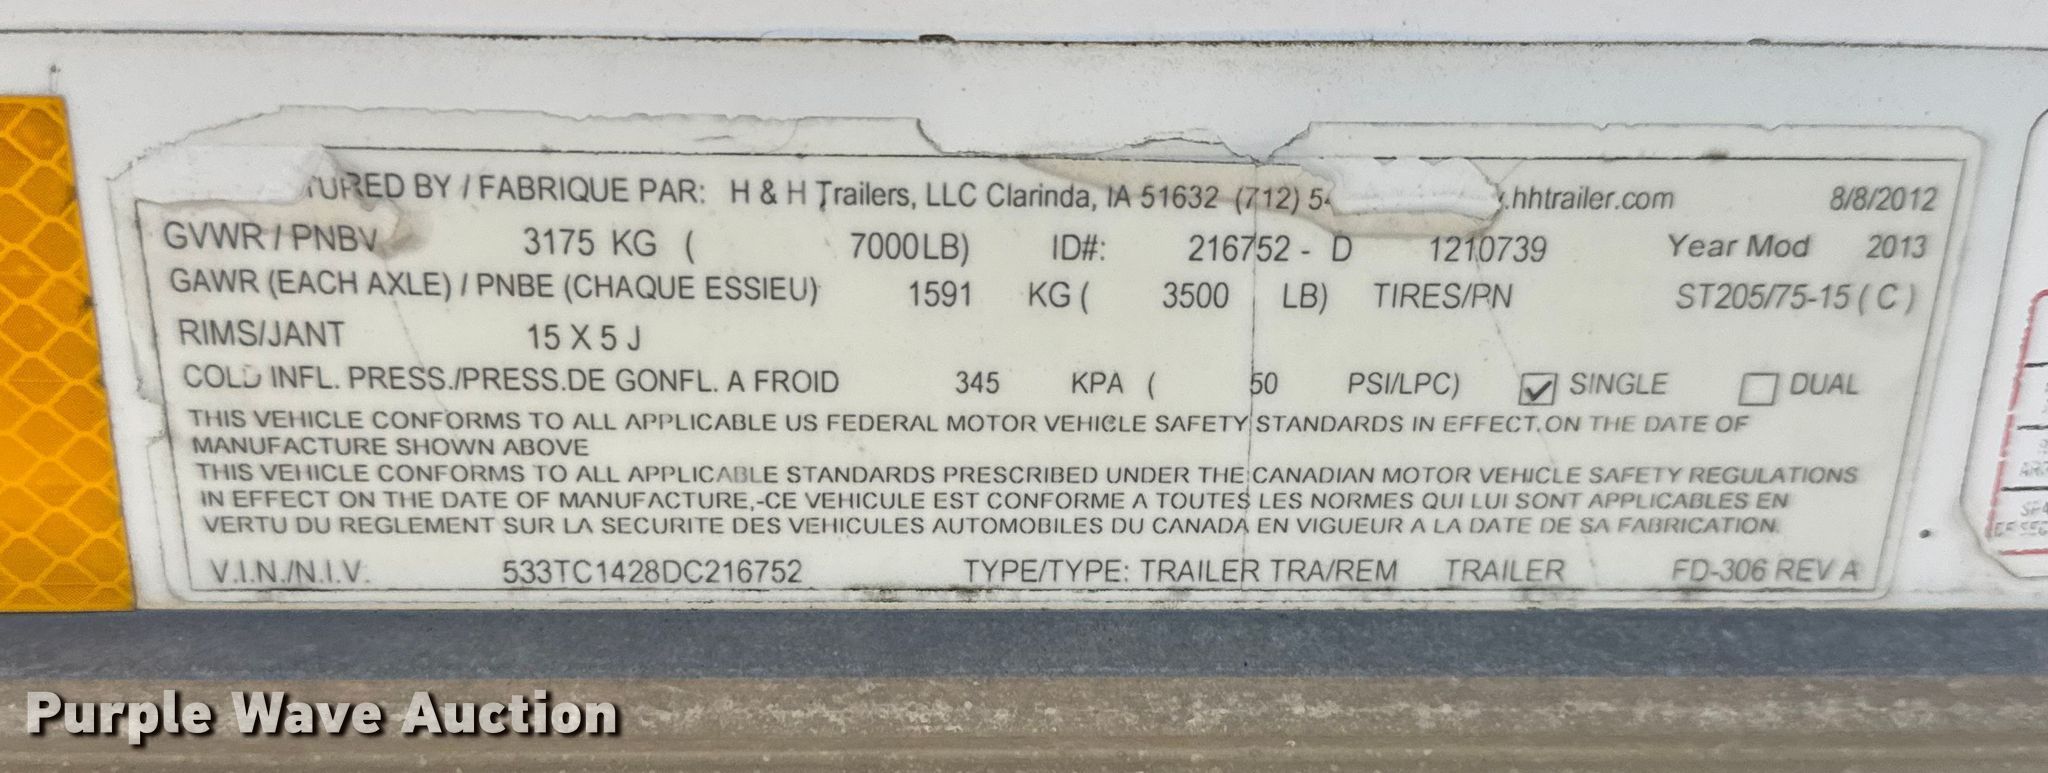 TURED BY / FABRIQUE PAR: H & H Trailers, LLC Clarinda, IA 51632 (712) 54 .hhtrailer.com 8/8/2012
GVWR / PNBV 3175 KG ( 7000LB) ID#: 216752 - D 1210739 Year Mod 2013
GAWR (EACH AXLE) / PNBE (CHAQUE ESSIEU) 1591 KG ( 3500 LB) TIRES/PN ST205/75-15 ( C )
RIMS/JANT 15 X 5 J
COLD INFL. PRESS./PRESS.DE GONFL. A FROID 345 KPA ( 50 PSI/LPC) SINGLE DUAL
THIS VEHICLE CONFORMS TO ALL APPLICABLE US FEDERAL MOTOR VEHICLE SAFETY STANDARDS IN EFFECT ON THE DATE OF
MANUFACTURE SHOWN ABOVE
THIS VEHICLE CONFORMS TO ALL APPLICABLE STANDARDS PRESCRIBED UNDER THE CANADIAN MOTOR VEHICLE SAFETY REGULATIONS
IN EFFECT ON THE DATE OF MANUFACTURE,-CE VEHICULE EST CONFORME A TOUTES LES NORMES QUI LUI SONT APPLICABLES EN
VERTU DU REGLEMENT SUR LA SECURITE DES VEHICULES AUTOMOBILES DU CANADA EN VIGUEUR A LA DATE DE SA FABRICATION.
V.I.N./N.I.V. 533TC1428DC216752 TYPE/TYPE: TRAILER TRA/REM TRAILER FD-306 REV A
Purple Wave Auction